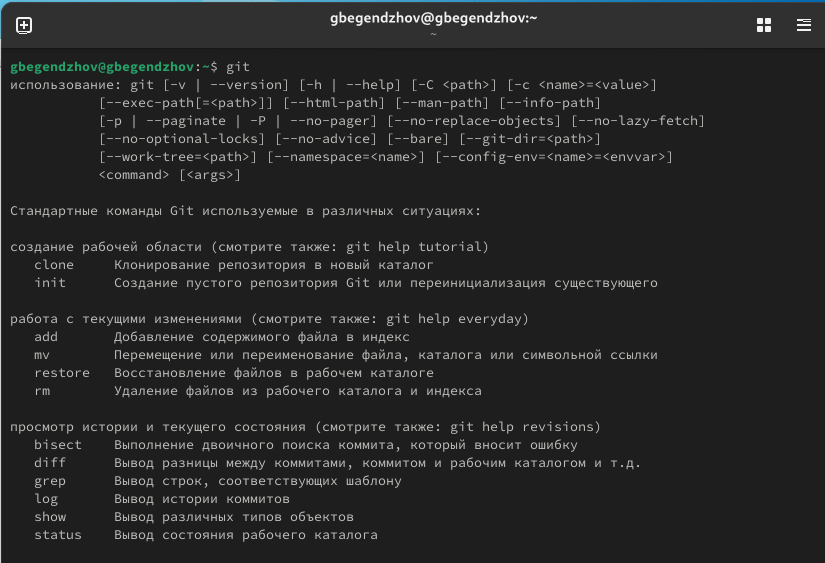 gbegendzhov@gbegendzhov:~
~
gbegendzhov@gbegendzhov:~$ git
использование: git [-v | --version] [-h | --help] [-C <path>] [-c <name>=<value>]
           [--exec-path[=<path>]] [--html-path] [--man-path] [--info-path]
           [-p | --paginate | -P | --no-pager] [--no-replace-objects] [--no-lazy-fetch]
           [--no-optional-locks] [--no-advice] [--bare] [--git-dir=<path>]
           [--work-tree=<path>] [--namespace=<name>] [--config-env=<name>=<envvar>]
           <command> [<args>]

Стандартные команды Git используемые в различных ситуациях:

создание рабочей области (смотрите также: git help tutorial)
   clone     Клонирование репозитория в новый каталог
   init      Создание пустого репозитория Git или переинициализация существующего

работа с текущими изменениями (смотрите также: git help everyday)
   add       Добавление содержимого файла в индекс
   mv        Перемещение или переименование файла, каталога или символьной ссылки
   restore   Восстановление файлов в рабочем каталоге
   rm        Удаление файлов из рабочего каталога и индекса

просмотр истории и текущего состояния (смотрите также: git help revisions)
   bisect    Выполнение двоичного поиска коммита, который вносит ошибку
   diff      Вывод разницы между коммитами, коммитом и рабочим каталогом и т.д.
   grep      Вывод строк, соответствующих шаблону
   log       Вывод истории коммитов
   show      Вывод различных типов объектов
   status    Вывод состояния рабочего каталога